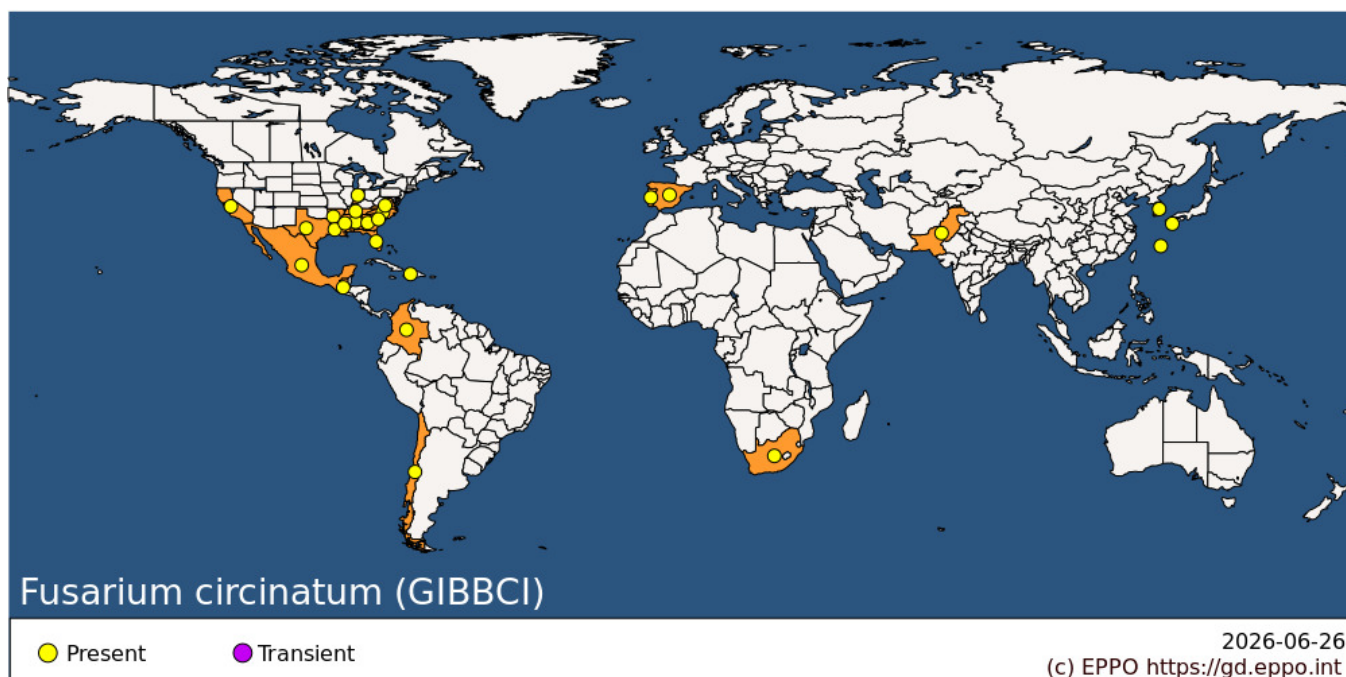 Fusarium circinatum (GIBBCI)
Present
Transient
2026-06-26
(c) EPPO https://gd.eppo.int